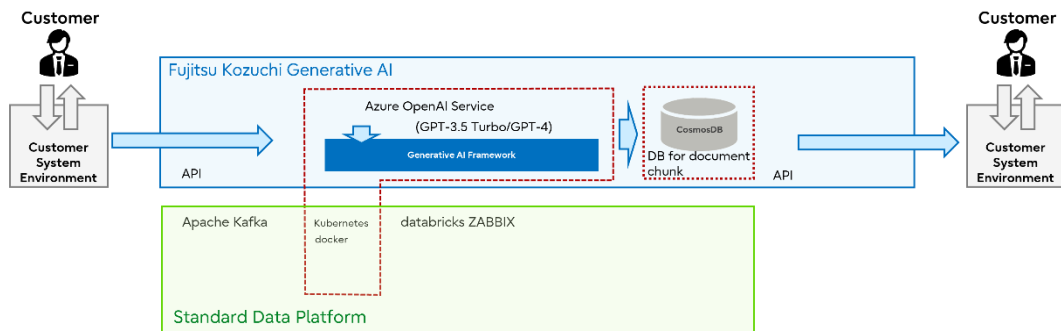 Customer
Customer
Fujitsu Kozuchi Generative AI
Azure OpenAI Service
(GPT-3.5 Turbo/GPT-4)
Generative AI Framework
CosmosDB
DB for document
chunk
Customer
System
Environment
Customer
System
Environment
API
API
Apache Kafka
Kubernetes
docker
databricks ZABBIX
Standard Data Platform